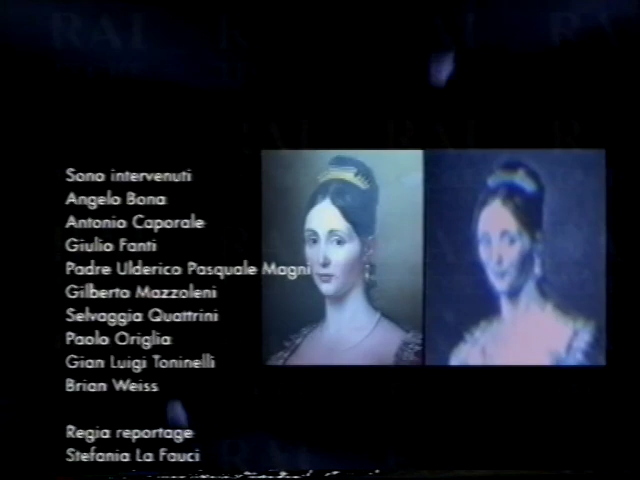 RAI
Sono intervenuti
Angelo Bona
Antonio Caporale
Giulio Fanti
Padre Ulderico Pasquale Magni
Gilberto Mazzoleni
Selvaggia Quattrini
Paola Origlia
Gian Luigi Toninelli
Brian Weiss
Regia reportage
Stefania La Fauci